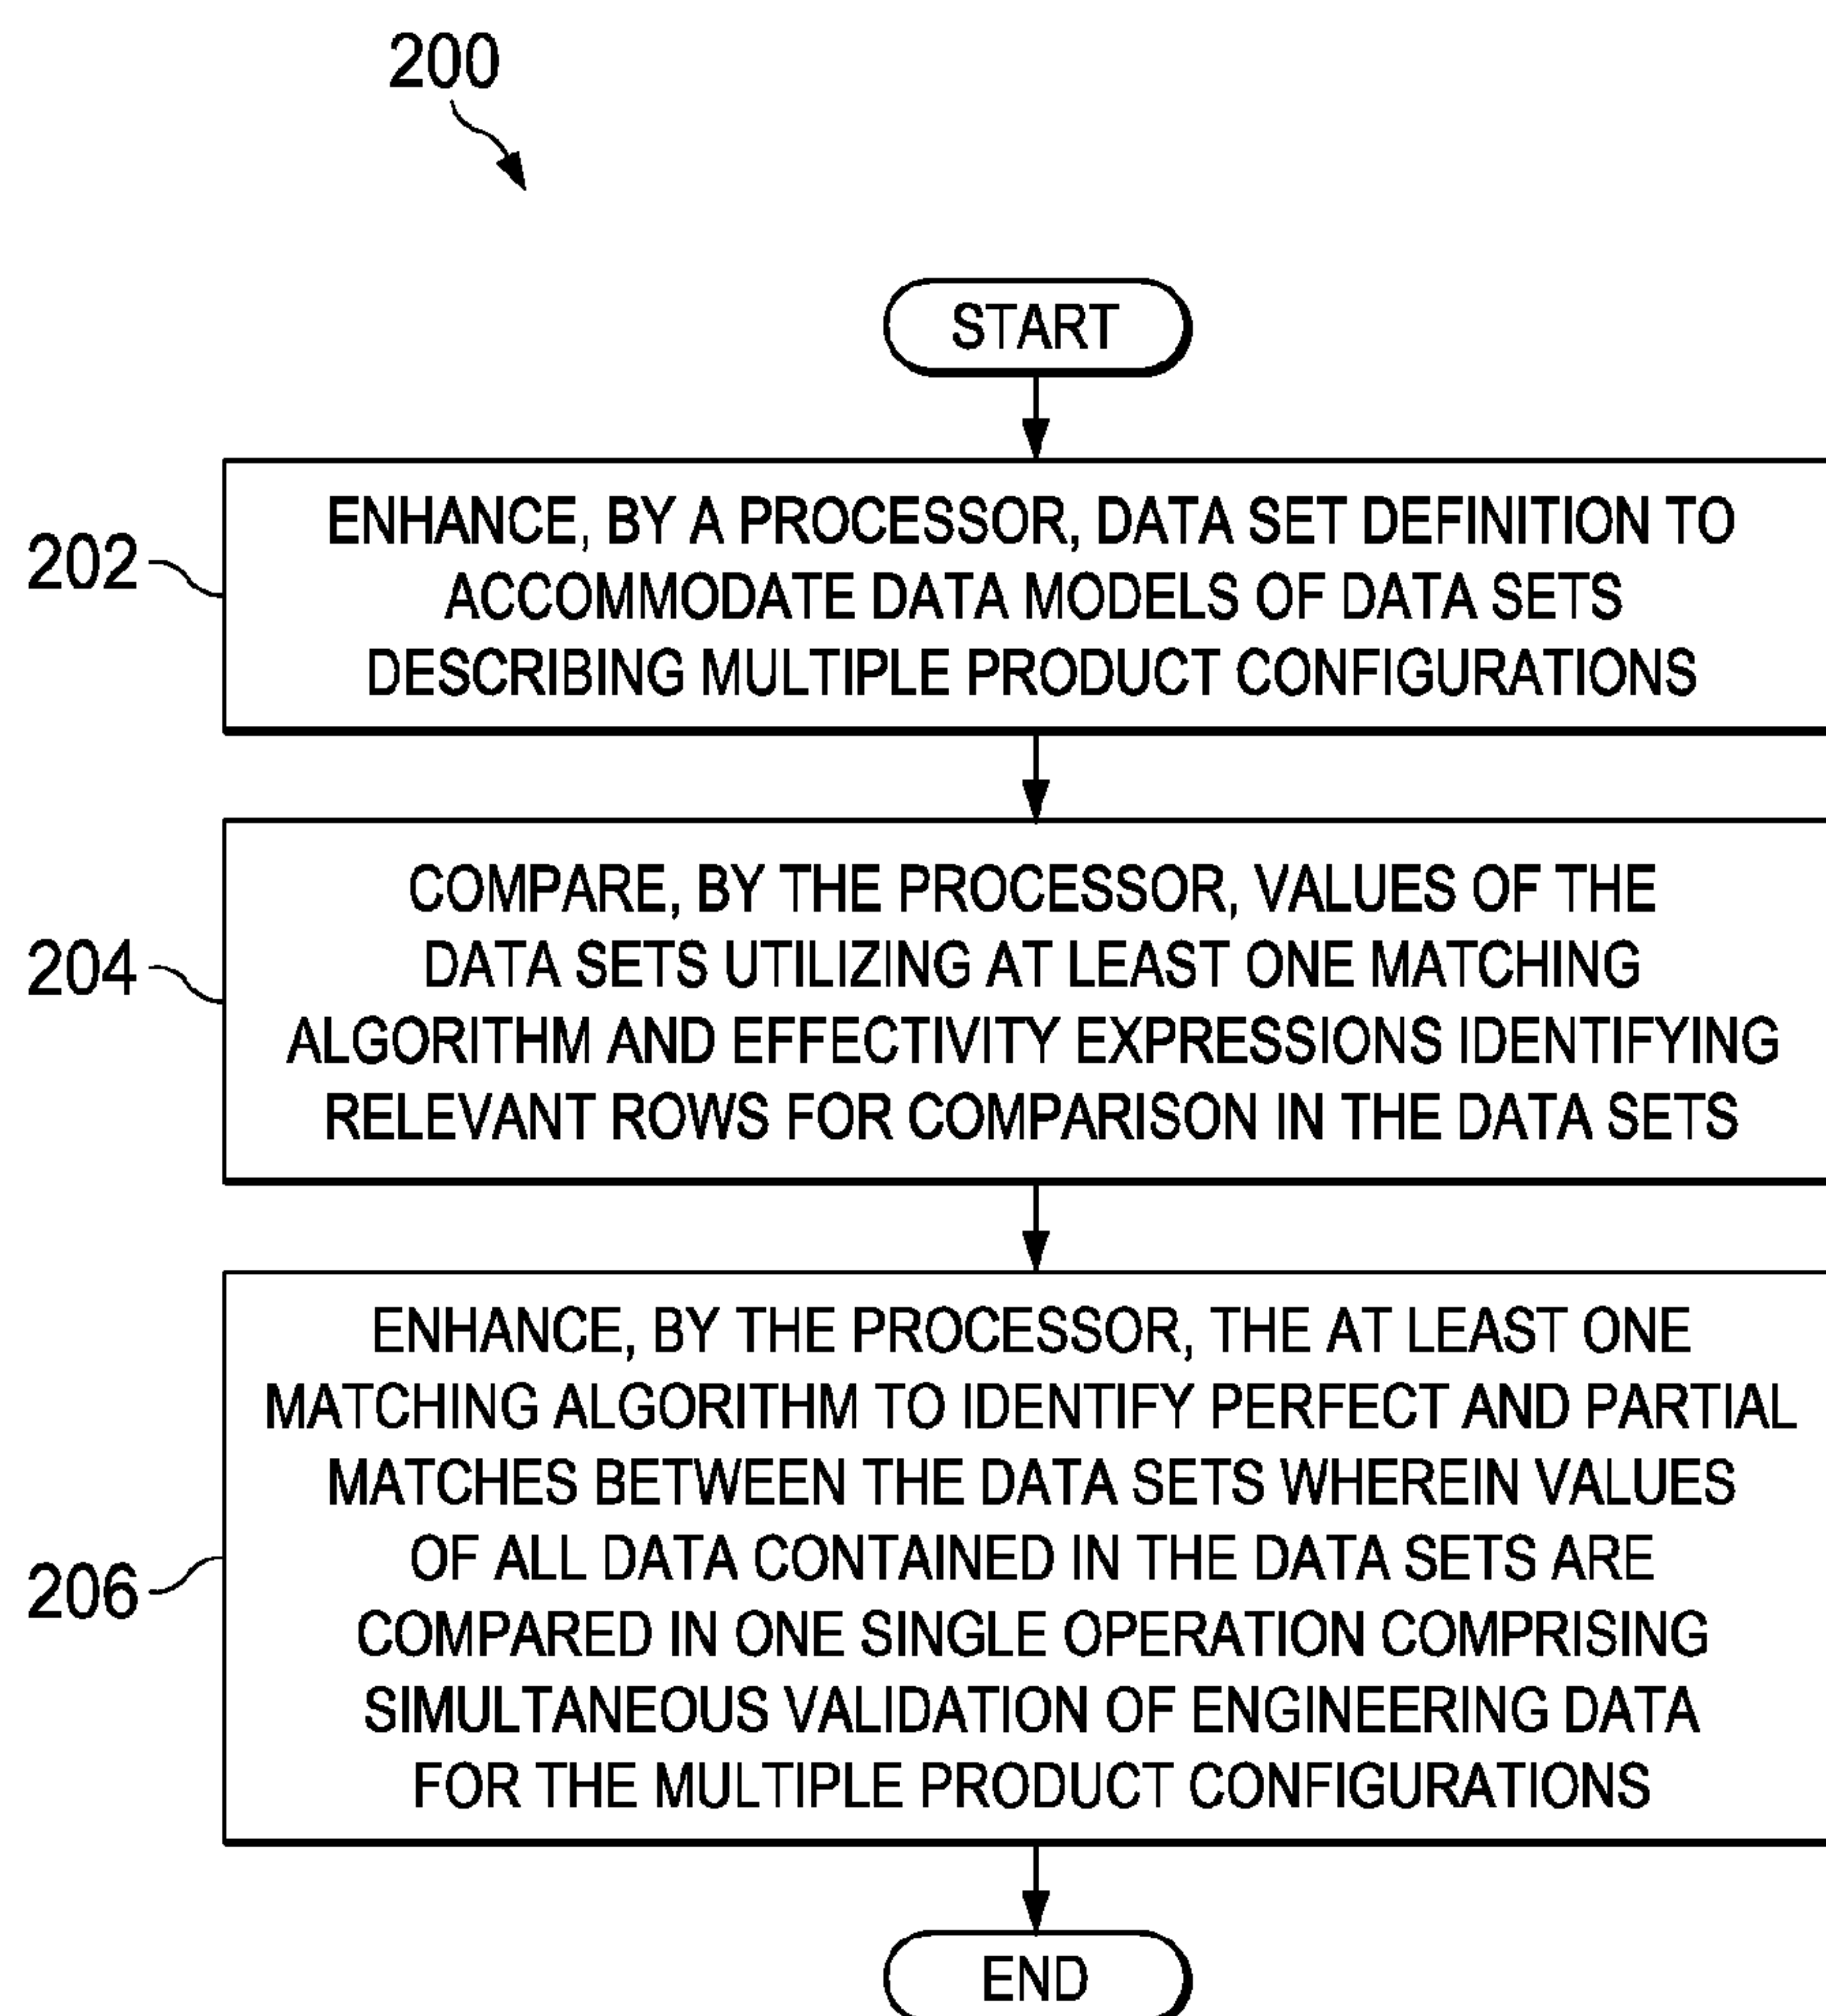 200
START
202
ENHANCE, BY A PROCESSOR, DATA SET DEFINITION TO
ACCOMMODATE DATA MODELS OF DATA SETS
DESCRIBING MULTIPLE PRODUCT CONFIGURATIONS
204
COMPARE, BY THE PROCESSOR, VALUES OF THE
DATA SETS UTILIZING AT LEAST ONE MATCHING
ALGORITHM AND EFFECTIVITY EXPRESSIONS IDENTIFYING
RELEVANT ROWS FOR COMPARISON IN THE DATA SETS
206
ENHANCE, BY THE PROCESSOR, THE AT LEAST ONE
MATCHING ALGORITHM TO IDENTIFY PERFECT AND PARTIAL
MATCHES BETWEEN THE DATA SETS WHEREIN VALUES
OF ALL DATA CONTAINED IN THE DATA SETS ARE
COMPARED IN ONE SINGLE OPERATION COMPRISING
SIMULTANEOUS VALIDATION OF ENGINEERING DATA
FOR THE MULTIPLE PRODUCT CONFIGURATIONS
END